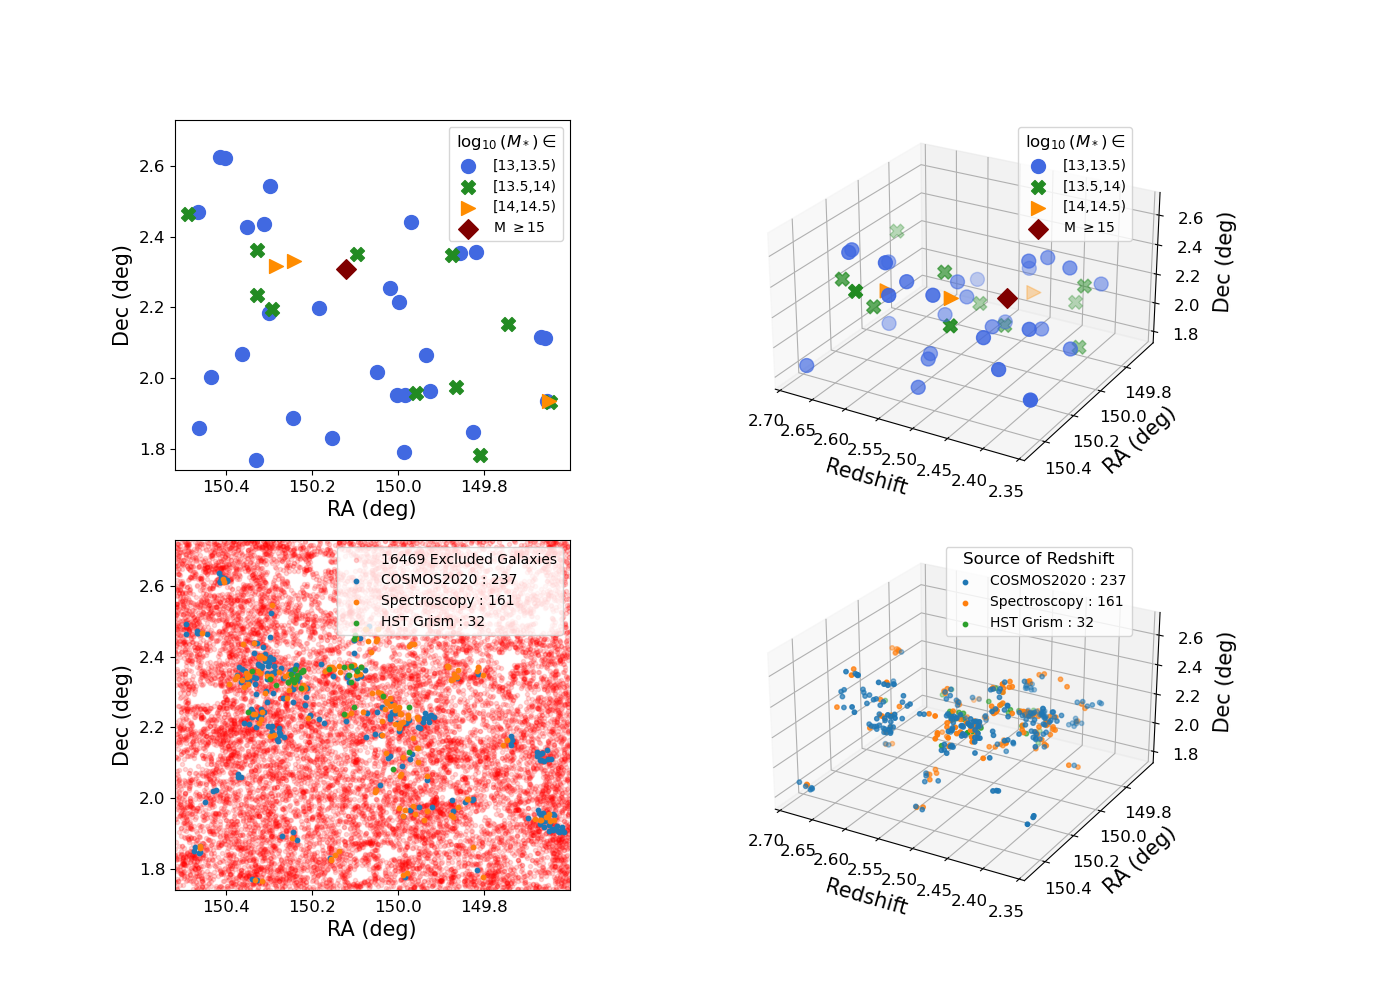 log₁₀(M*) ∈
[13,13.5)
[13.5,14)
[14,14.5)
M ≥15
2.6
2.4
2.2
2.0
1.8
Dec (deg)
150.4 150.2 150.0 149.8
RA (deg)
log₁₀(M*) ∈
[13,13.5)
[13.5,14)
[14,14.5)
M ≥15
2.6
2.4
2.2
2.0
1.8
Dec (deg)
149.8
150.0
150.2
150.4
RA (deg)
2.70
2.65
2.60
2.55
2.50
2.45
2.40
2.35
Redshift
16469 Excluded Galaxies
COSMOS2020 : 237
Spectroscopy : 161
HST Grism : 32
2.6
2.4
2.2
2.0
1.8
Dec (deg)
150.4 150.2 150.0 149.8
RA (deg)
Source of Redshift
COSMOS2020 : 237
Spectroscopy : 161
HST Grism : 32
2.6
2.4
2.2
2.0
1.8
Dec (deg)
149.8
150.0
150.2
150.4
RA (deg)
2.70
2.65
2.60
2.55
2.50
2.45
2.40
2.35
Redshift